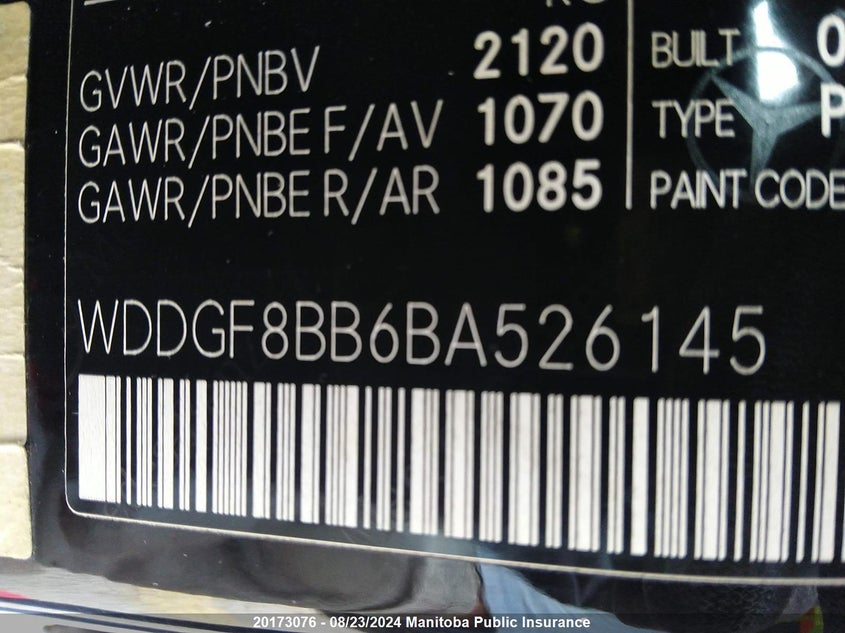 GVWR/PNBV 2120 BUILT
GAWR/PNBE F/AV 1070 TYPE P
GAWR/PNBE R/AR 1085 PAINT CODE
WDDGF8BB6BA526145
20173076 - 08/23/2024 Manitoba Public Insurance